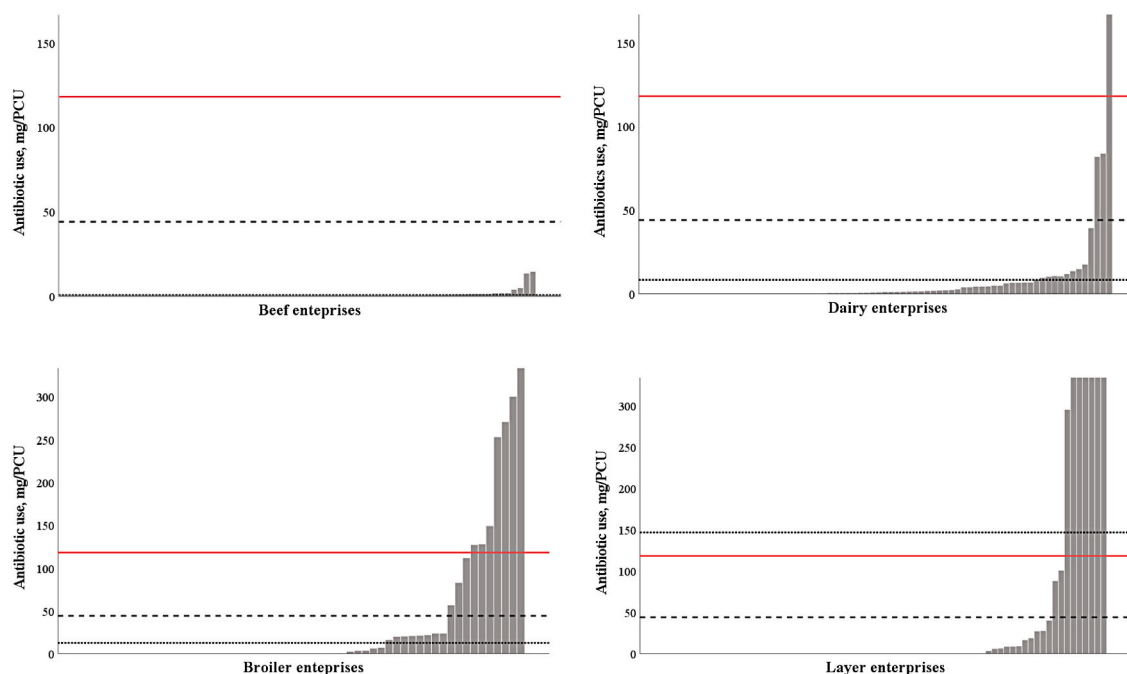 Antibiotic use, mg/PCU
150
100
50
0
Beef enteprises
Antibiotics use, mg/PCU
150
100
50
0
Dairy enterprises
Antibiotic use, mg/PCU
300
250
200
150
100
50
0
Broiler enteprises
Antibiotic use, mg/PCU
300
250
200
150
100
50
0
Layer enterprises